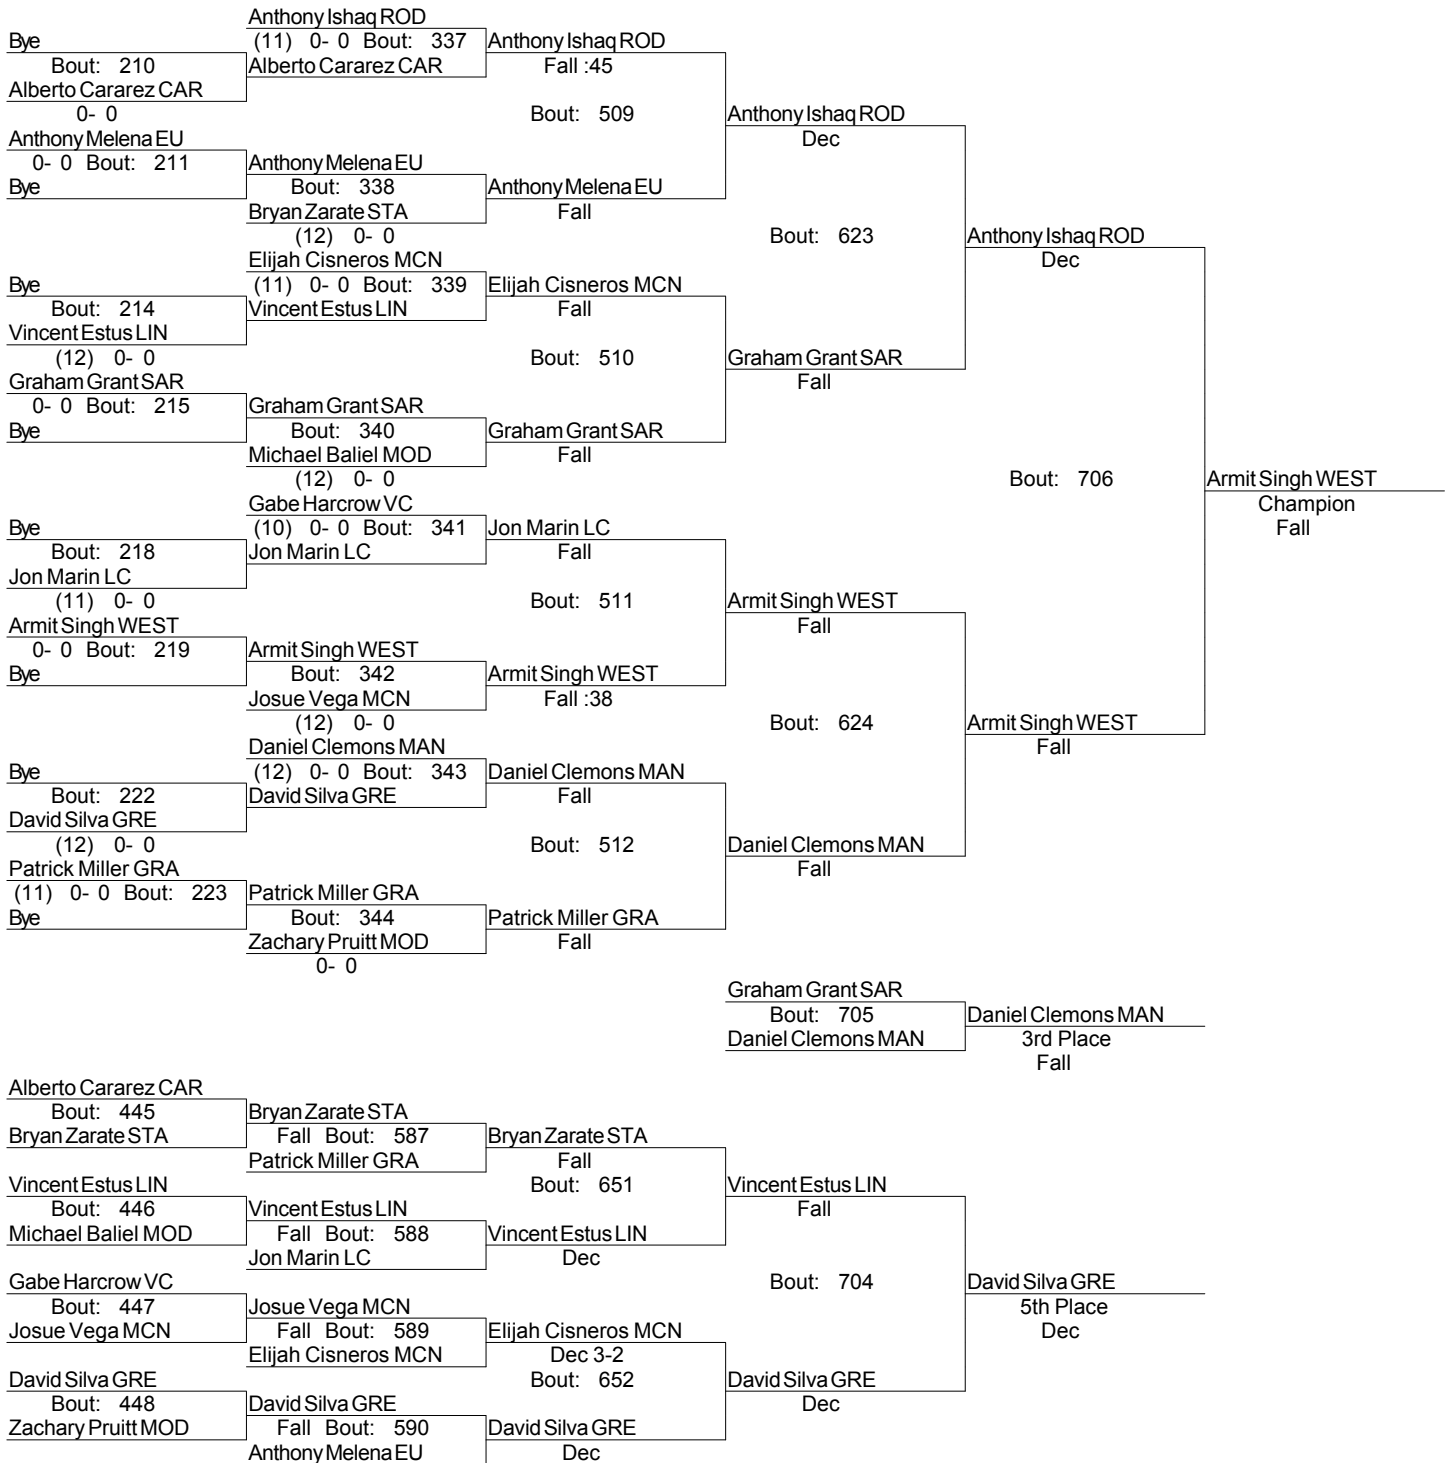 Anthony Ishaq ROD
Bye (11) 0- 0 Bout: 337 Anthony Ishaq ROD
Bout: 210 Alberto Cararez CAR Fall :45
Alberto Cararez CAR
0- 0 Bout: 509 Anthony Ishaq ROD
Anthony Melena EU Dec
0- 0 Bout: 211 Anthony Melena EU
Bye Bout: 338 Anthony Melena EU
Bryan Zarate STA Fall
(12) 0- 0 Bout: 623 Anthony Ishaq ROD
Elijah Cisneros MCN Dec
Bye (11) 0- 0 Bout: 339 Elijah Cisneros MCN
Bout: 214 Vincent Estus LIN Fall
Vincent Estus LIN
(12) 0- 0 Bout: 510 Graham Grant SAR
Graham Grant SAR Fall
0- 0 Bout: 215 Graham Grant SAR
Bye Bout: 340 Graham Grant SAR
Michael Baliel MOD Fall
(12) 0- 0 Bout: 706 Armit Singh WEST
Gabe Harcrow VC Champion
Bye (10) 0- 0 Bout: 341 Jon Marin LC Fall
Bout: 218 Jon Marin LC Fall
Jon Marin LC
(11) 0- 0 Bout: 511 Armit Singh WEST
Armit Singh WEST Fall
0- 0 Bout: 219 Armit Singh WEST
Bye Bout: 342 Armit Singh WEST
Josue Vega MCN Fall :38
(12) 0- 0 Bout: 624 Armit Singh WEST
Daniel Clemons MAN Fall
Bye (12) 0- 0 Bout: 343 Daniel Clemons MAN
Bout: 222 David Silva GRE Fall
David Silva GRE
(12) 0- 0 Bout: 512 Daniel Clemons MAN
Patrick Miller GRA Fall
(11) 0- 0 Bout: 223 Patrick Miller GRA
Bye Bout: 344 Patrick Miller GRA
Zachary Pruitt MOD Fall
0- 0
Graham Grant SAR
Bout: 705 Daniel Clemons MAN
Daniel Clemons MAN 3rd Place
Fall
Alberto Cararez CAR
Bout: 445 Bryan Zarate STA
Bryan Zarate STA Fall Bout: 587 Bryan Zarate STA
Patrick Miller GRA Fall
Vincent Estus LIN Bout: 651 Vincent Estus LIN
Bout: 446 Vincent Estus LIN Fall
Michael Baliel MOD Fall Bout: 588 Vincent Estus LIN
Jon Marin LC Dec
Gabe Harcrow VC Bout: 704 David Silva GRE
Bout: 447 Josue Vega MCN 5th Place
Josue Vega MCN Fall Bout: 589 Elijah Cisneros MCN Dec
Elijah Cisneros MCN Dec 3-2
David Silva GRE Bout: 652 David Silva GRE
Bout: 448 David Silva GRE Dec
Zachary Pruitt MOD Fall Bout: 590 David Silva GRE
Anthony Melena EU Dec